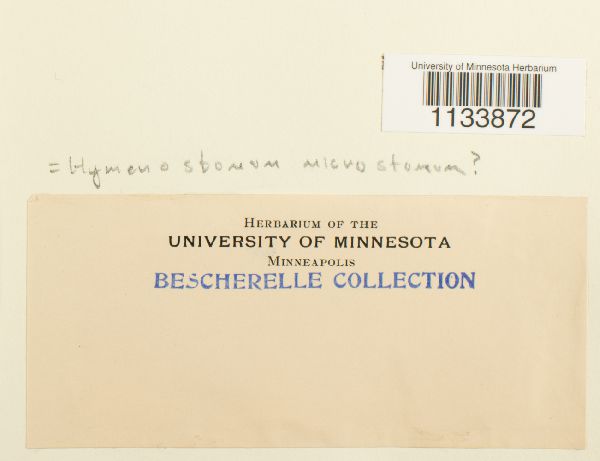 University of Minnesota Herbarium
1133872
= Hymenostomum microstomum?
HERBARIUM OF THE
UNIVERSITY OF MINNESOTA
MINNEAPOLIS
BESCHERELLE COLLECTION